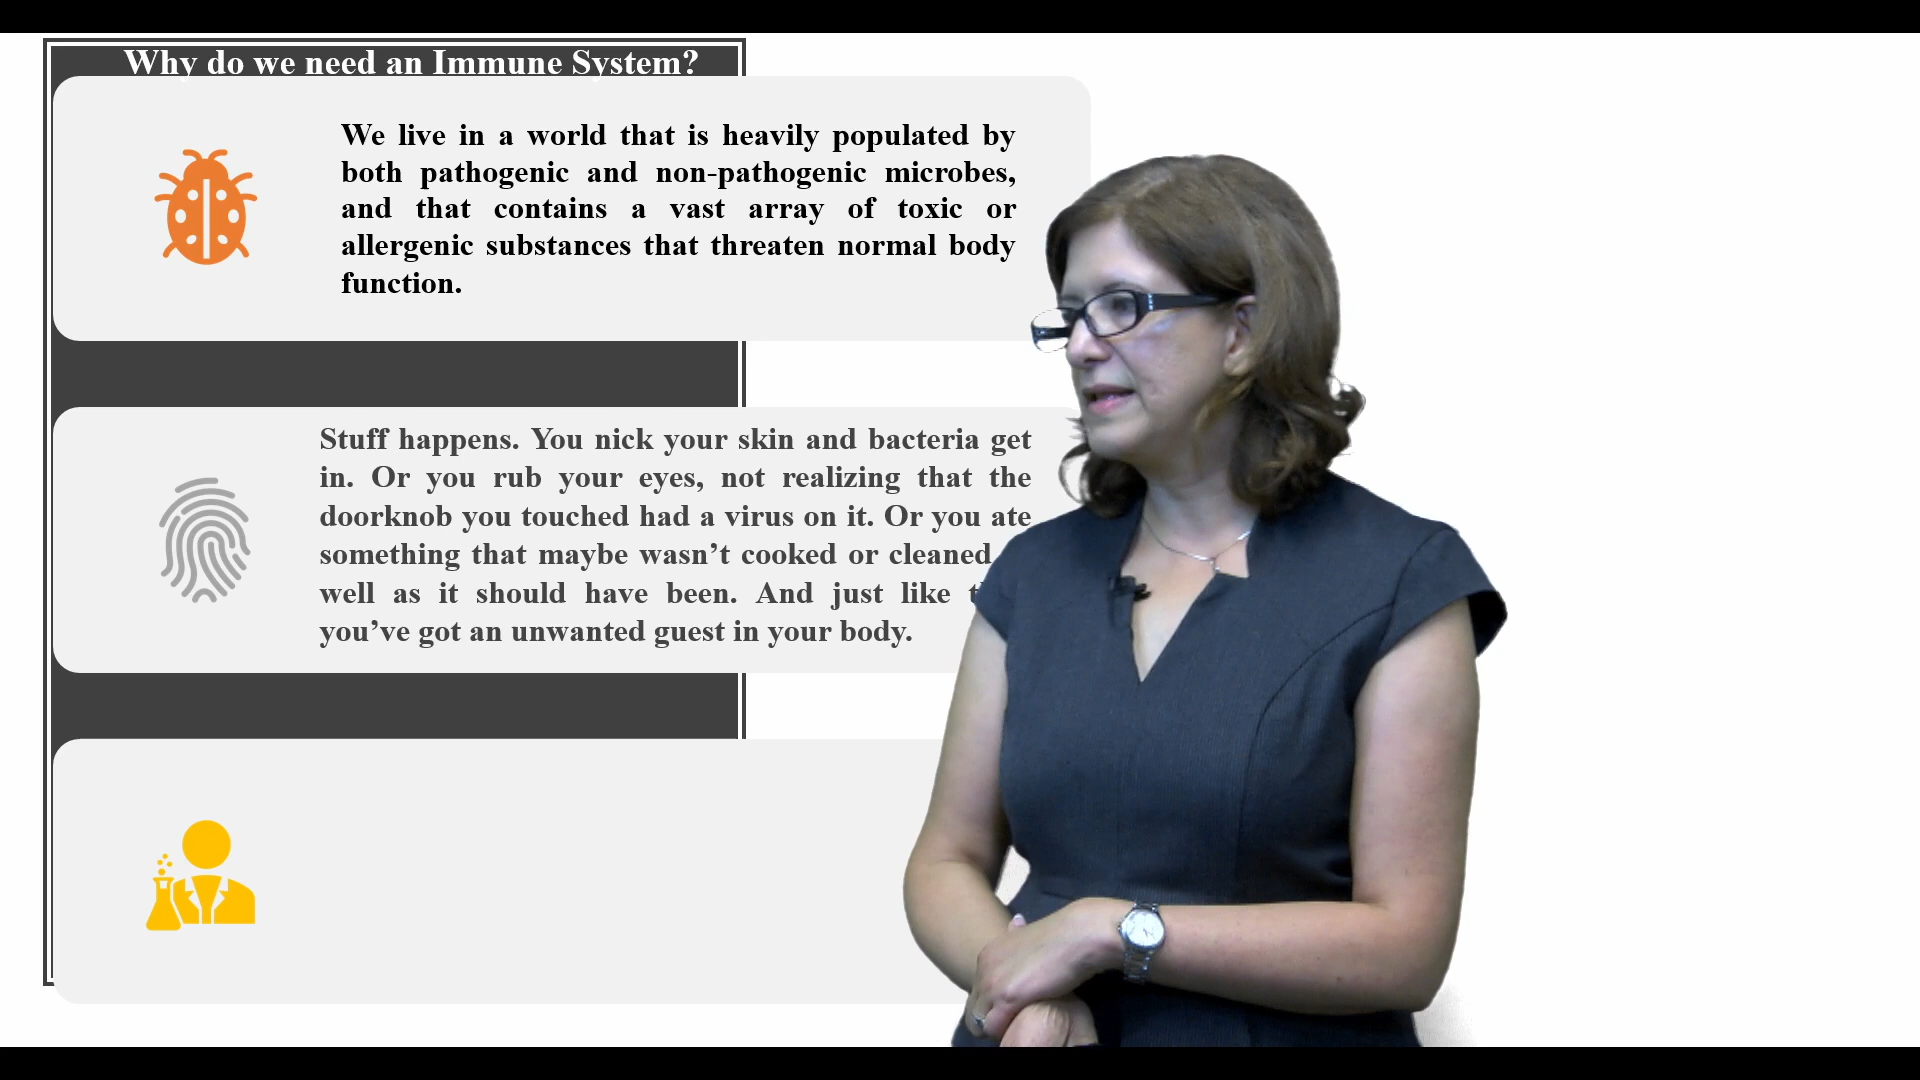 Why do we need an Immune System?
We live in a world that is heavily populated by
both pathogenic and non-pathogenic microbes,
and that contains a vast array of toxic or
allergenic substances that threaten normal body
function.
Stuff happens. You nick your skin and bacteria get
in. Or you rub your eyes, not realizing that the
doorknob you touched had a virus on it. Or you ate
something that maybe wasn’t cooked or cleaned
well as it should have been. And just like
you’ve got an unwanted guest in your body.